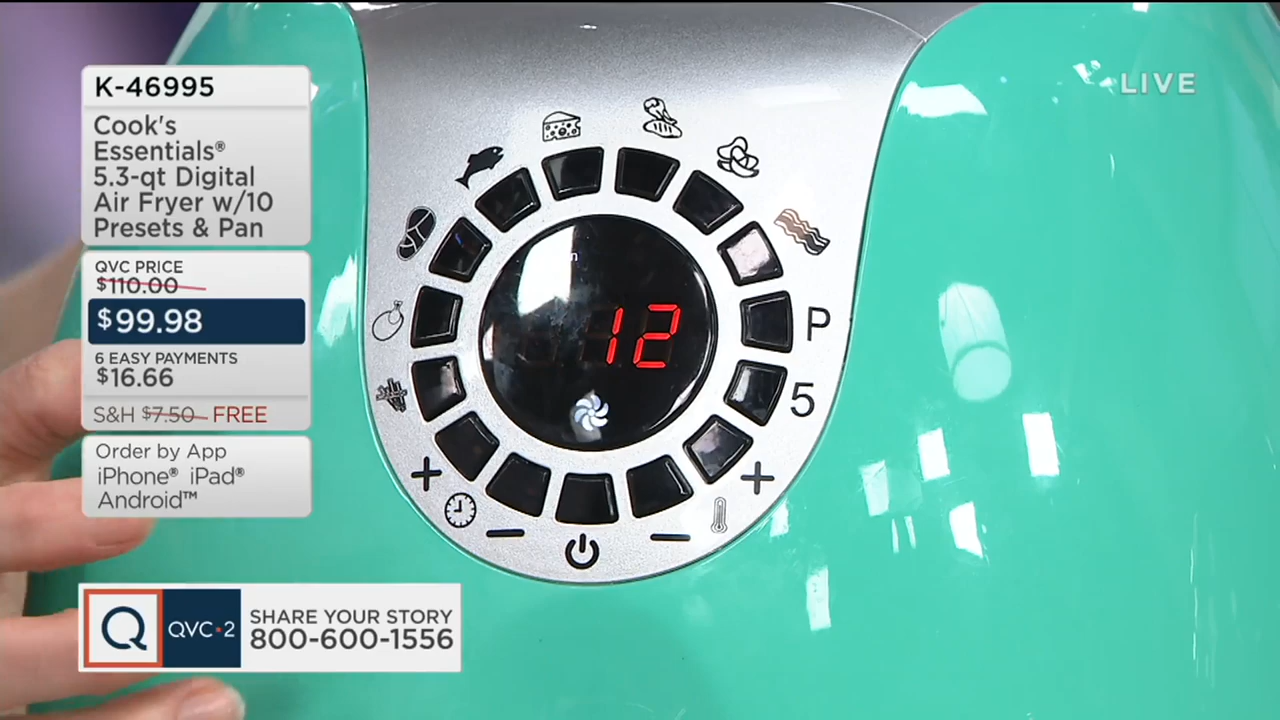 K-46995
Cook's
Essentials®
5.3-qt Digital
Air Fryer w/10
Presets & Pan
QVC PRICE
$110.00
$99.98
6 EASY PAYMENTS
$16.66
S&H $7.50 FREE
Order by App
iPhone® iPad®
Android™
Q QVC•2 SHARE YOUR STORY
800-600-1556
LIVE
12
P
5
+ +
— —